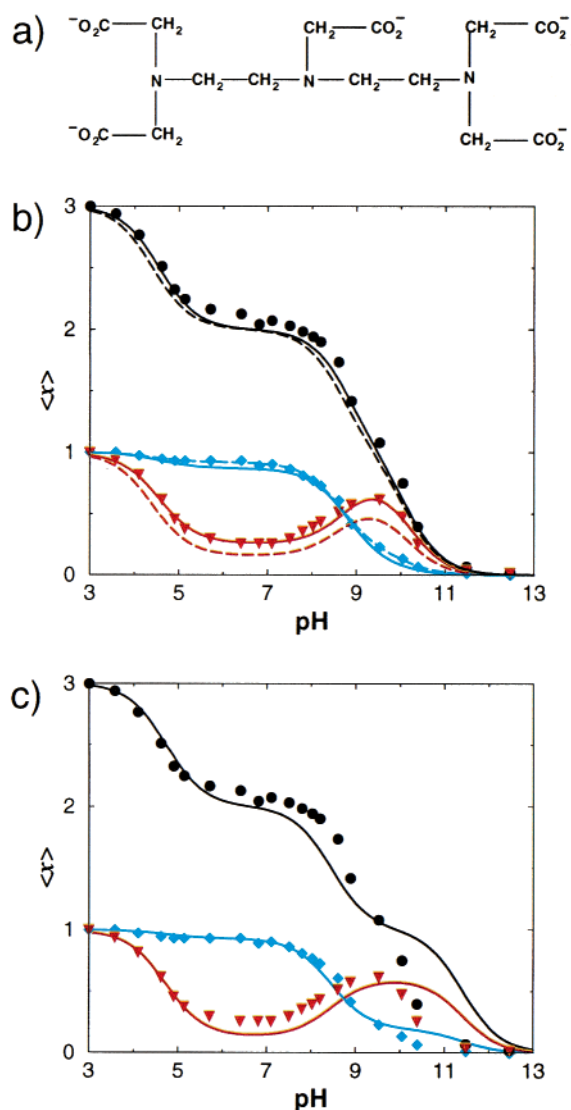 a)
⁻O₂C CH₂ CH₂—CO₂⁻ CH₂—CO₂⁻
N—CH₂—CH₂—N—CH₂—CH₂—N
⁻O₂C—CH₂ CH₂—CO₂⁻
b)
3
2
1
0
<x>
3 5 7 9 11 13
pH
c)
3
2
1
0
<x>
3 5 7 9 11 13
pH